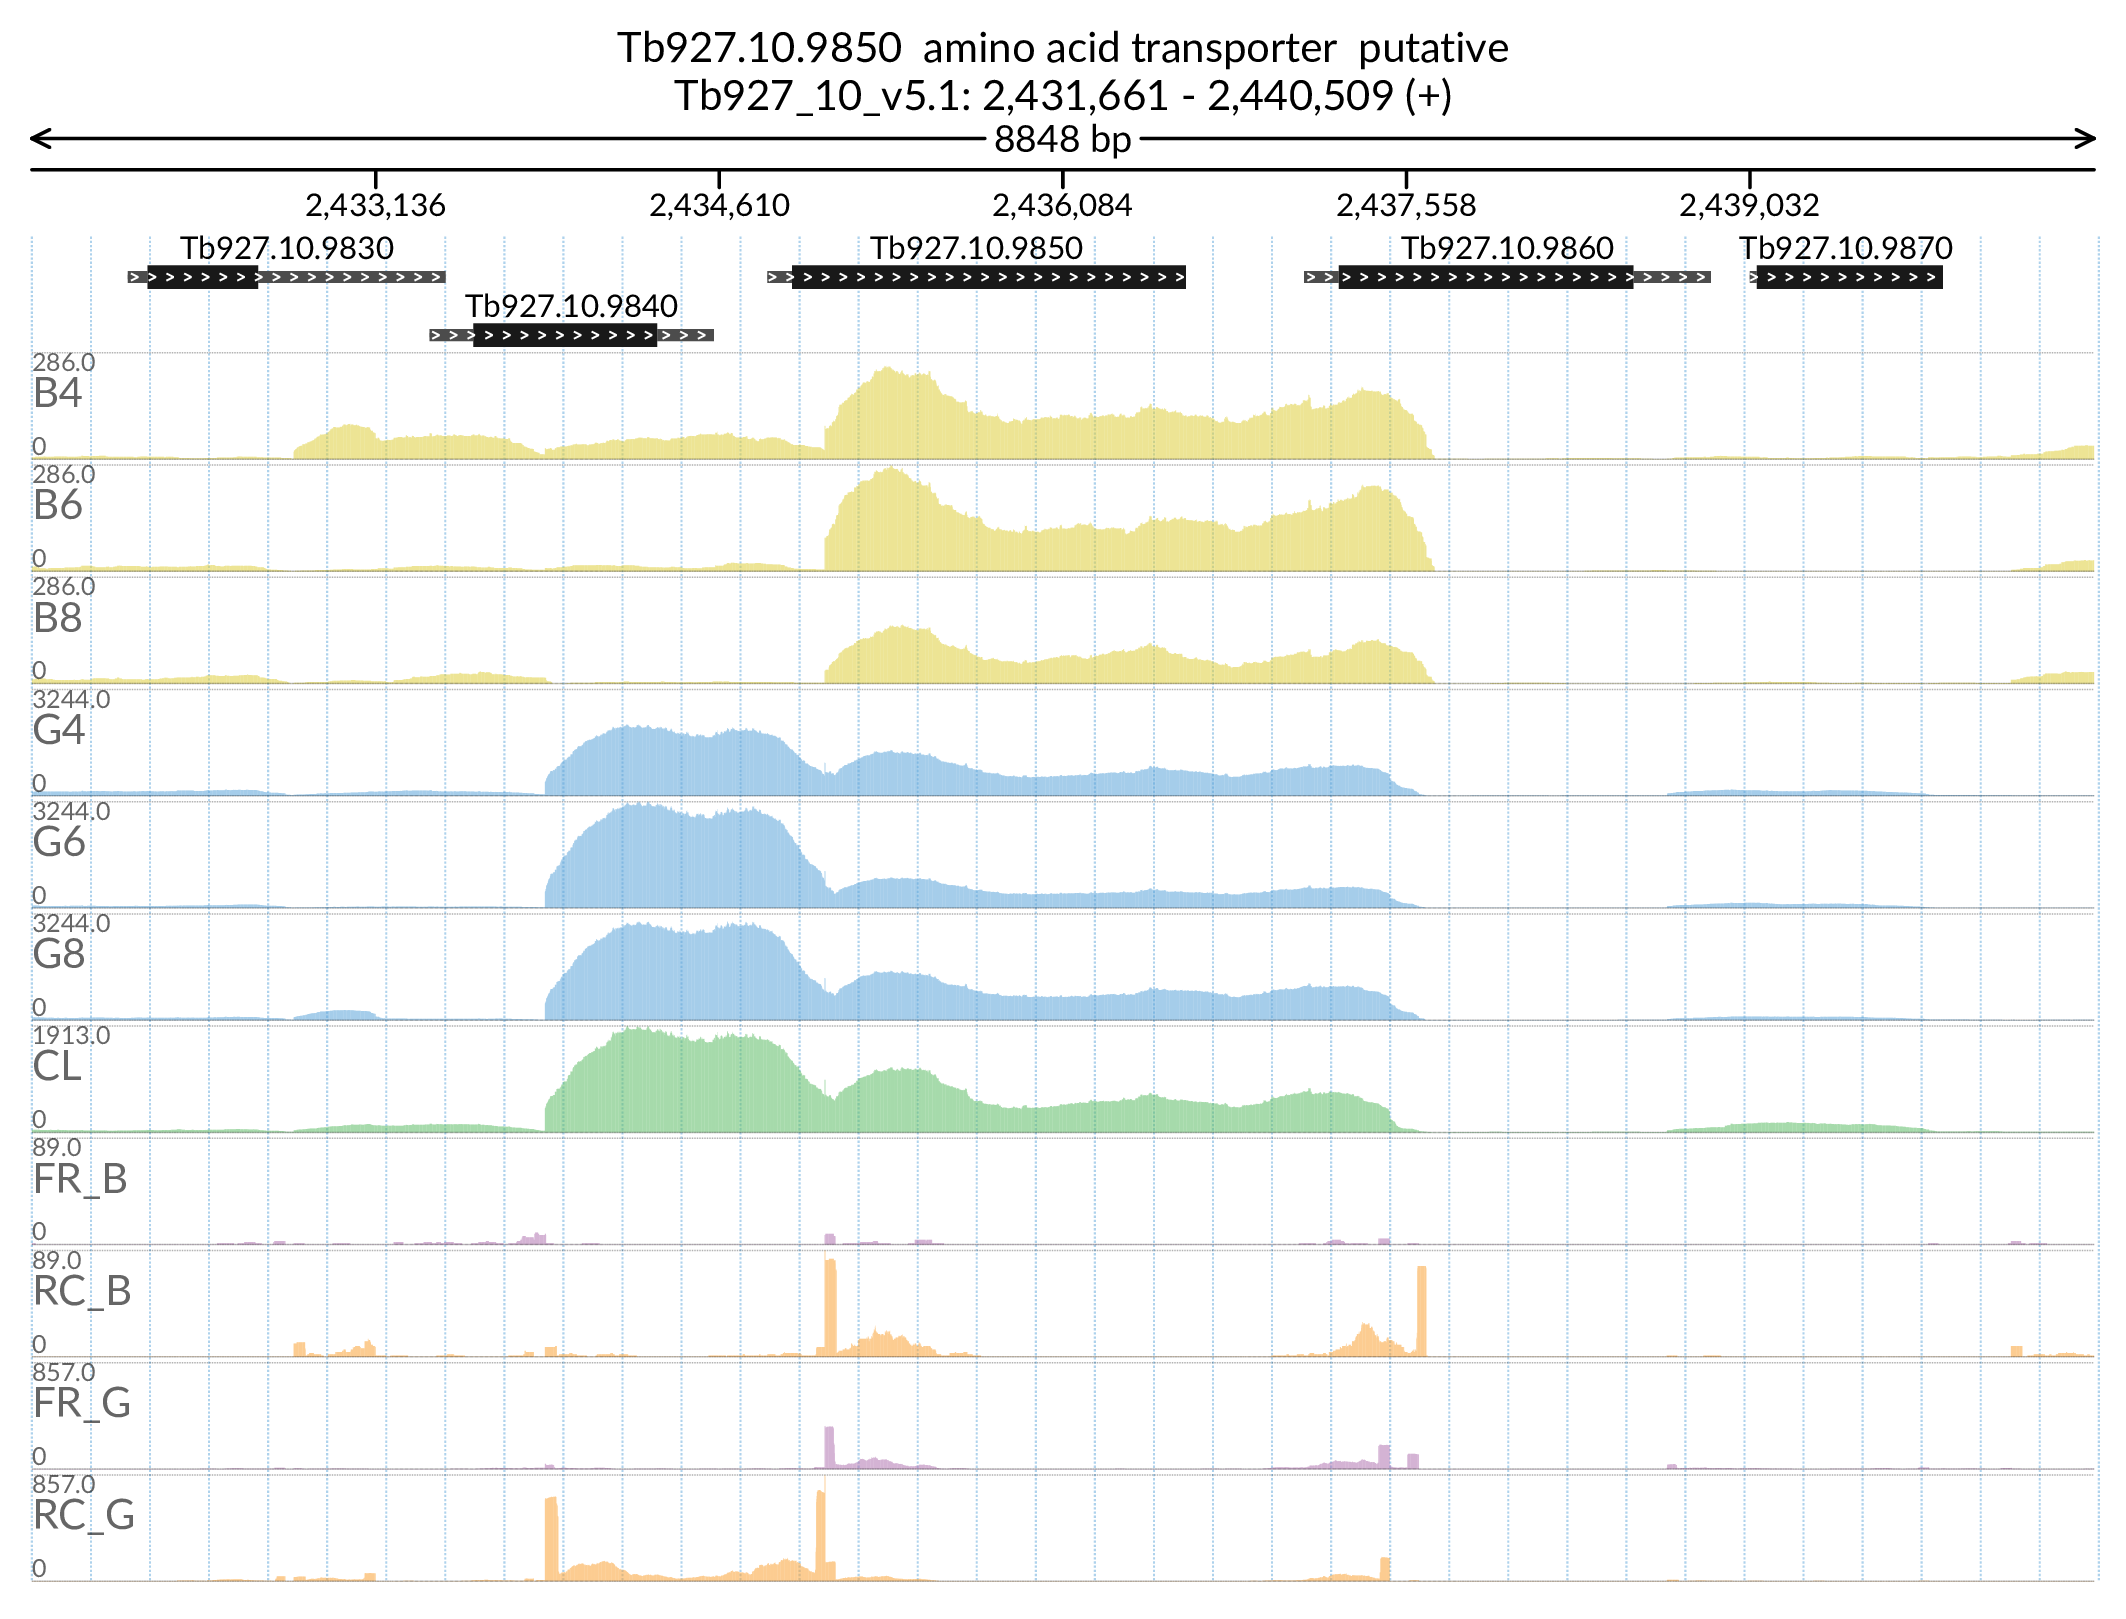 Tb927.10.9850  amino acid transporter  putative
Tb927_10_v5.1: 2,431,661 - 2,440,509 (+)
8848 bp
2,433,136 2,434,610 2,436,084 2,437,558 2,439,032
Tb927.10.9830 Tb927.10.9850 Tb927.10.9860 Tb927.10.9870
Tb927.10.9840
286.0
B4
0
286.0
B6
0
286.0
B8
0
3244.0
G4
0
3244.0
G6
0
3244.0
G8
0
1913.0
CL
0
89.0
FR_B
0
89.0
RC_B
0
857.0
FR_G
0
857.0
RC_G
0